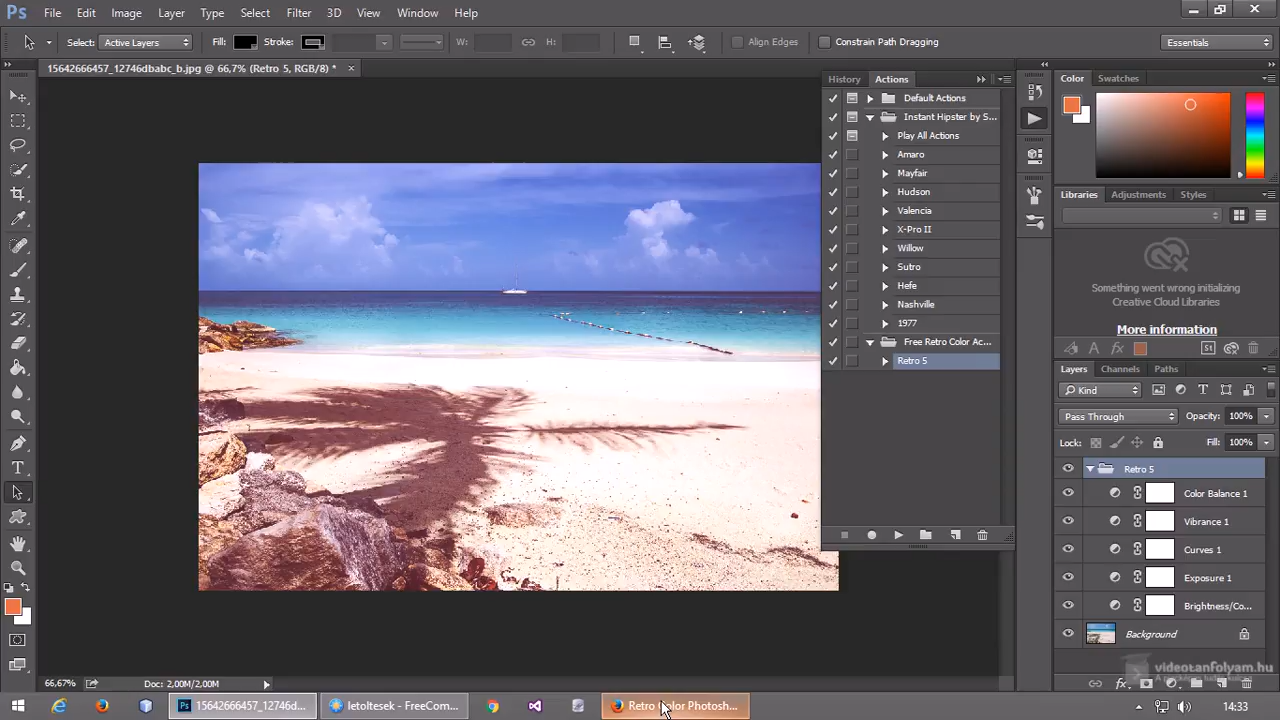 Ps File Edit Image Layer Type Select Filter 3D View Window Help
Select: Active Layers Fill: Stroke: W: H: Align Edges Constrain Path Dragging Essentials
15642666457_12746dbabc_b.jpg @ 66,7% (Retro 5, RGB/8) *
History Actions
Default Actions
Instant Hipster by S...
Play All Actions
Amaro
Mayfair
Hudson
Valencia
X-Pro II
Willow
Sutro
Hefe
Nashville
1977
Free Retro Color Ac...
Retro 5
Color Swatches
Libraries Adjustments Styles
Something went wrong initializing
Creative Cloud Libraries
More information
Layers Channels Paths
Kind
Pass Through Opacity: 100%
Lock: Fill: 100%
Retro 5
Color Balance 1
Vibrance 1
Curves 1
Exposure 1
Brightness/Co...
Background
videotanfolyam.hu
66,67% Doc: 2,00M/2,00M
15642666457_12746d...
letoltesek - FreeCom...
Retro Color Photosh...
14:33